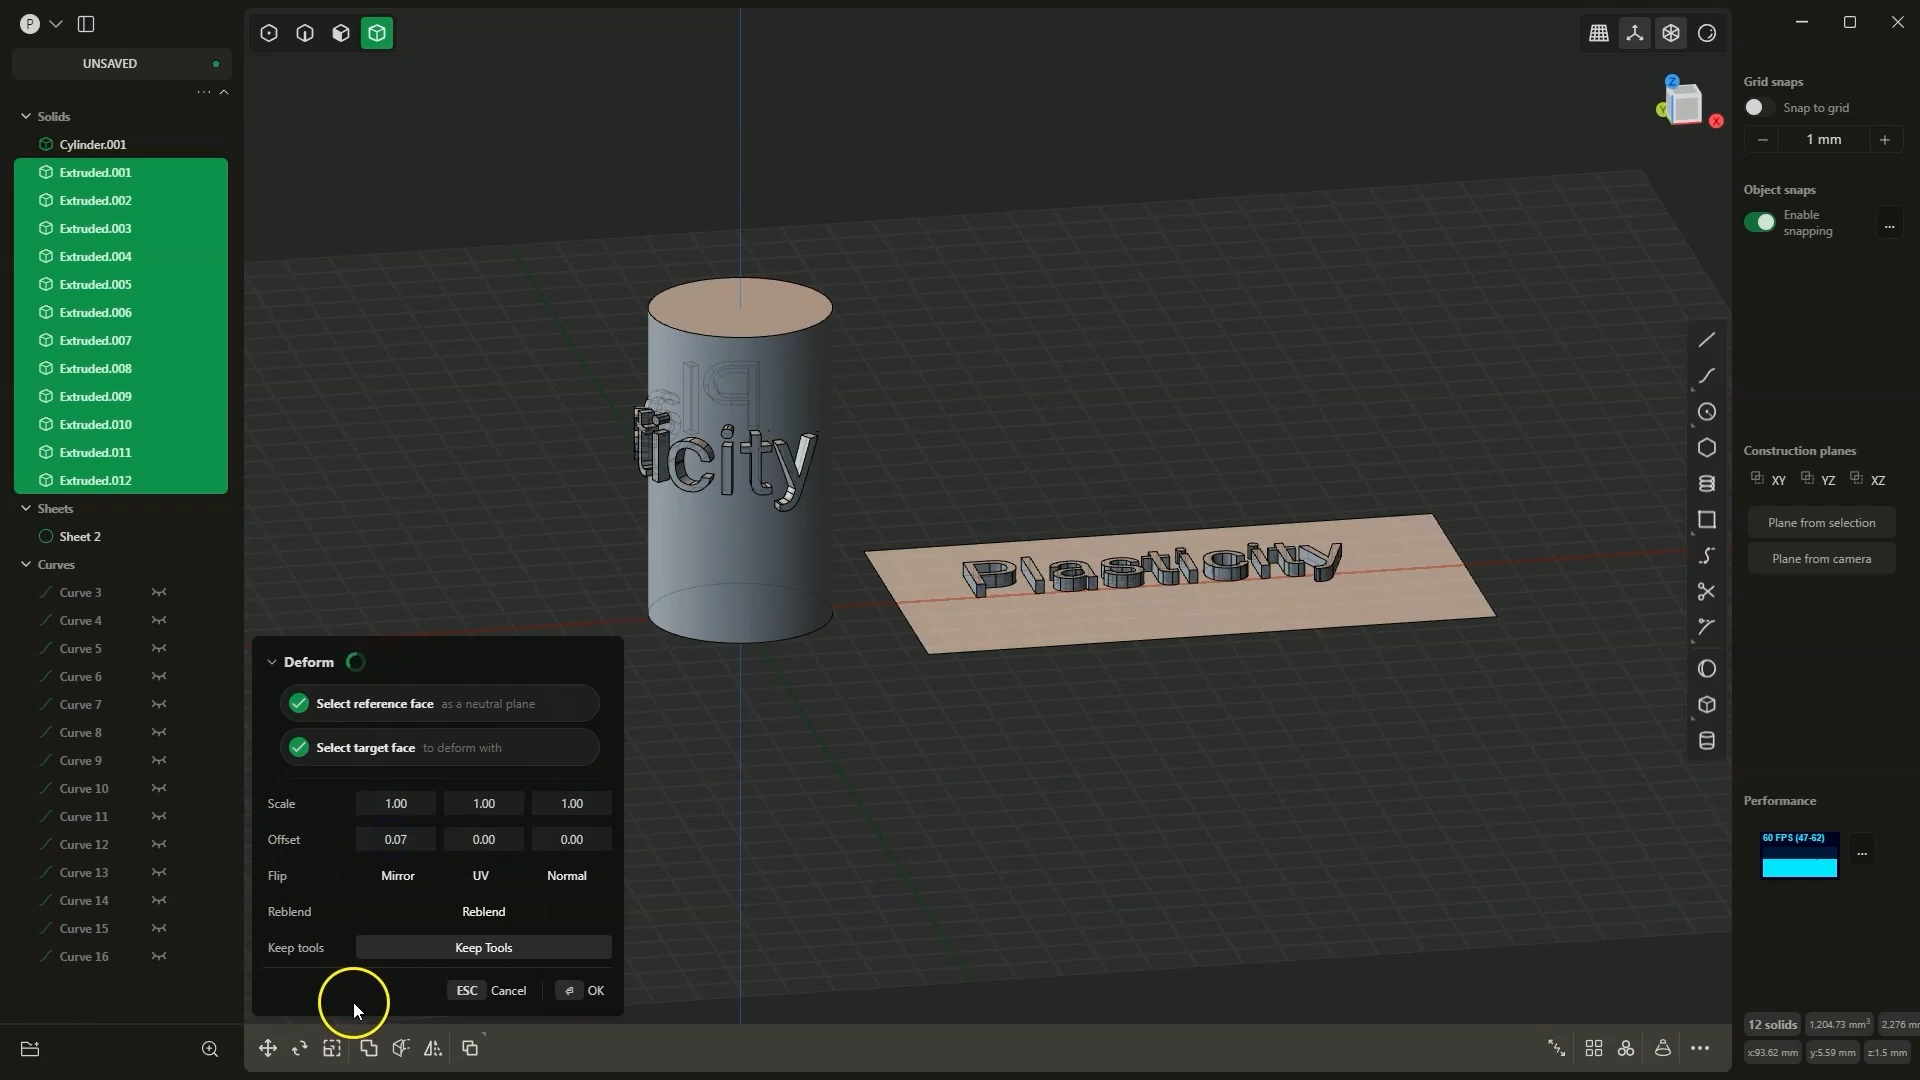 P
UNSAVED
...
Solids
Cylinder.001
Extruded.001
Extruded.002
Extruded.003
Extruded.004
Extruded.005
Extruded.006
Extruded.007
Extruded.008
Extruded.009
Extruded.010
Extruded.011
Extruded.012
Sheets
Sheet 2
Curves
Curve 3
Curve 4
Curve 5
Curve 6
Curve 7
Curve 8
Curve 9
Curve 10
Curve 11
Curve 12
Curve 13
Curve 14
Curve 15
Curve 16
Pla
ticity
Plasticity
Z
Y
X
Deform
Select reference face as a neutral plane
Select target face to deform with
Scale 1.00 1.00 1.00
Offset 0.07 0.00 0.00
Flip Mirror UV Normal
Reblend Reblend
Keep tools Keep Tools
ESC Cancel OK
Grid snaps
Snap to grid
− 1 mm +
Object snaps
Enable
snapping
...
Construction planes
XY YZ XZ
Plane from selection
Plane from camera
Performance
60 FPS (47-62)
...
12 solids 1,204.73 mm³ 2,276 mm
x:93.62 mm y:5.59 mm z:1.5 mm